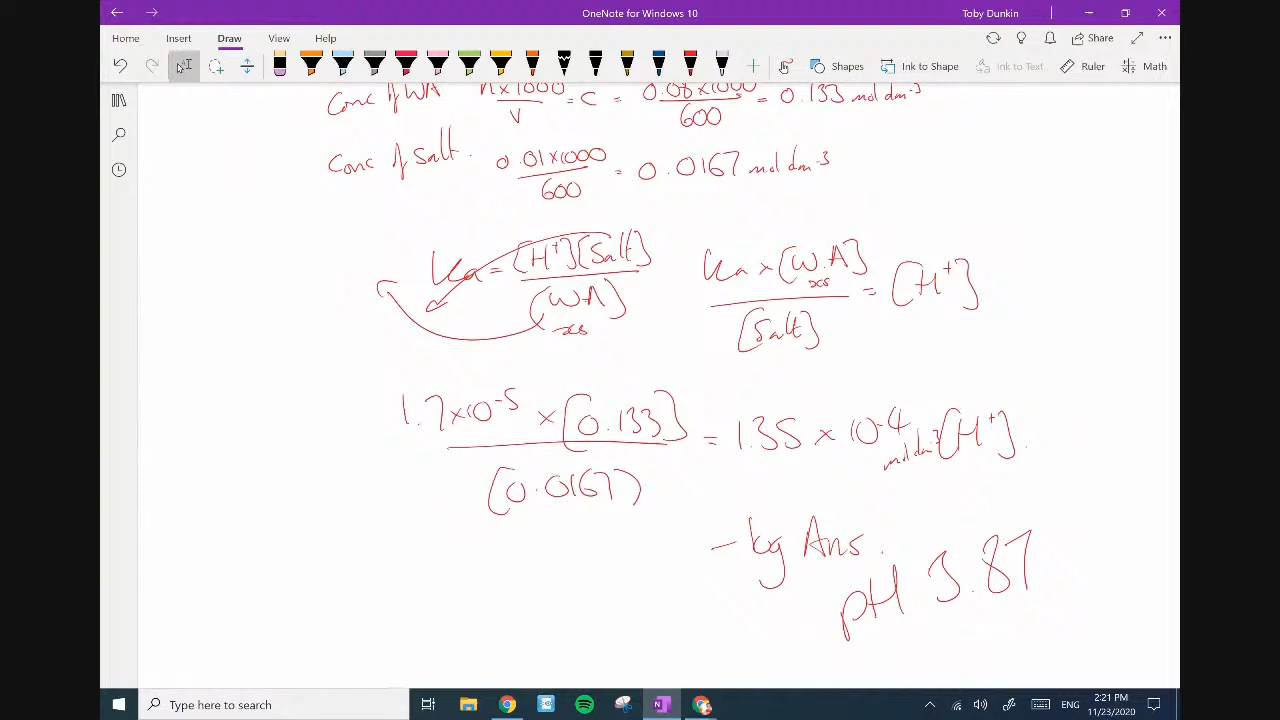 OneNote for Windows 10
Toby Dunkin
Home Insert Draw View Help Share
Shapes Ink to Shape Ink to Text Ruler Math
Conc of WA n×1000/V = C = 0.08×1000/600 = 0.133 mol dm-3
Conc of Salt. 0.01×1000/600 = 0.0167 mol dm-3
Ka = [H+][Salt]/[WA]xs Ka × [W.A]xs/[Salt] = [H+]
1.7×10-5 × [0.133]/[0.0167] = 1.35 × 10-4 mol dm-3 [H+].
- log Ans.
pH 3.87
Type here to search
ENG
2:21 PM
11/23/2020